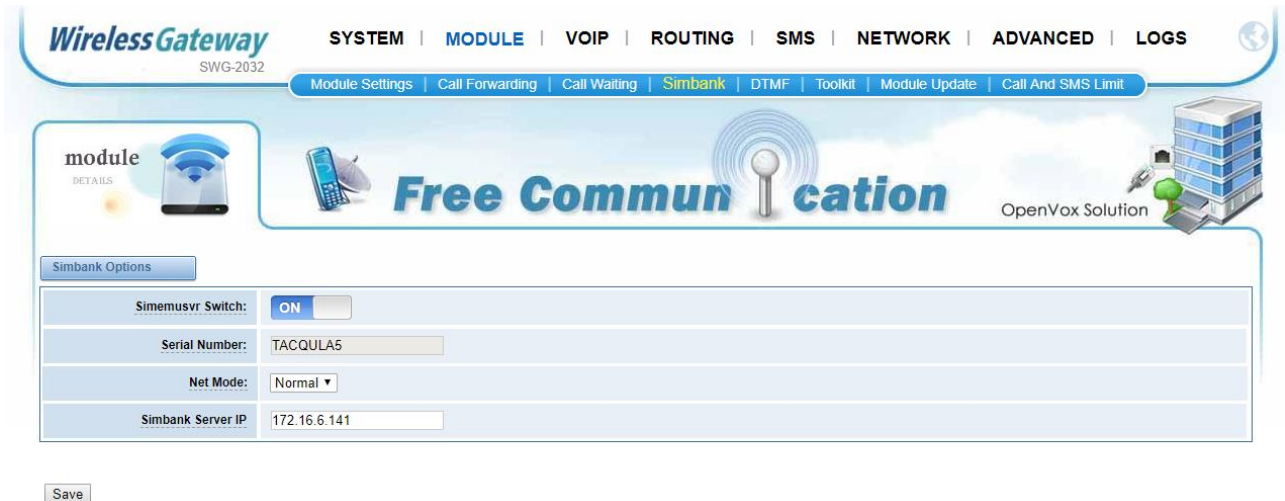 Wireless Gateway
SWG-2032
SYSTEM | MODULE | VOIP | ROUTING | SMS | NETWORK | ADVANCED | LOGS
Module Settings | Call Forwarding | Call Waiting | Simbank | DTMF | Toolkit | Module Update | Call And SMS Limit
module
DETAILS
Free Communication
OpenVox Solution
Simbank Options
Simemusvr Switch: ON
Serial Number: TACQULA5
Net Mode: Normal
Simbank Server IP 172.16.6.141
Save